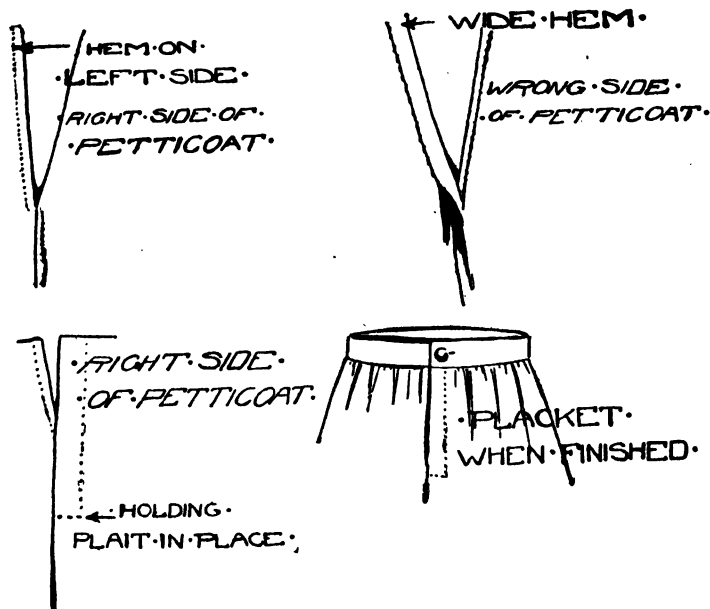 HEM·ON·
·LEFT·SIDE·
·RIGHT·SIDE·OF·
·PETTICOAT·
WIDE·HEM·
WRONG·SIDE·
·OF·PETTICOAT·
·RIGHT·SIDE·
·OF·PETTICOAT·
·HOLDING·
PLAIT·IN·PLACE·
·PLACKET·
WHEN·FINISHED·